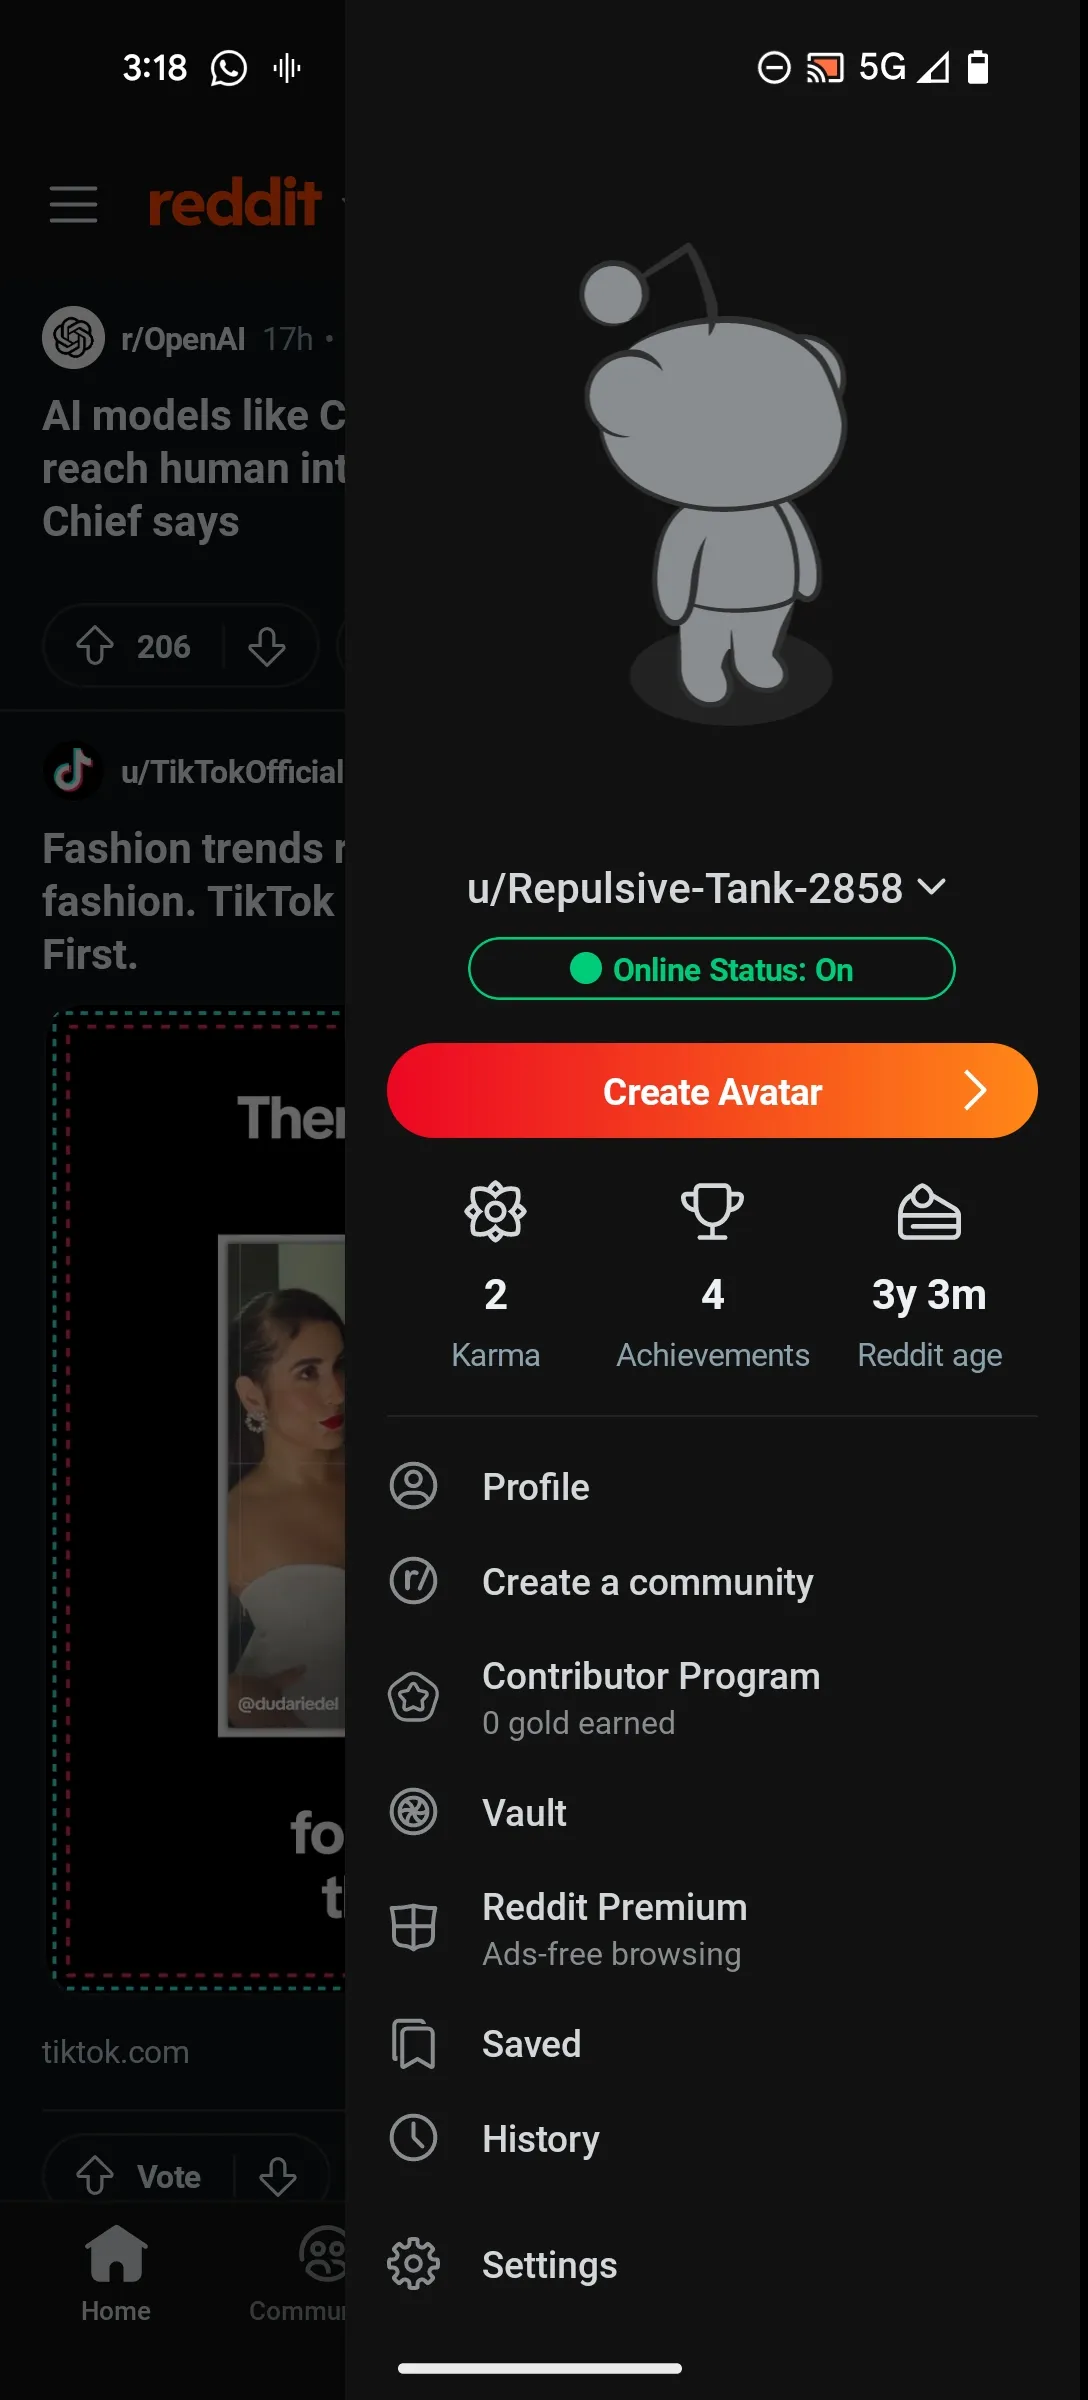 3:18
5G
reddit
r/OpenAI 17h •
AI models like C
reach human int
Chief says
206
u/TikTokOfficial
Fashion trends r
fashion. TikTok
First.
Ther
@dudariedel
fo
tiktok.com
Vote
Home
Commun
u/Repulsive-Tank-2858
Online Status: On
Create Avatar
2
Karma
4
Achievements
3y 3m
Reddit age
Profile
r/
Create a community
Contributor Program
0 gold earned
Vault
Reddit Premium
Ads-free browsing
Saved
History
Settings